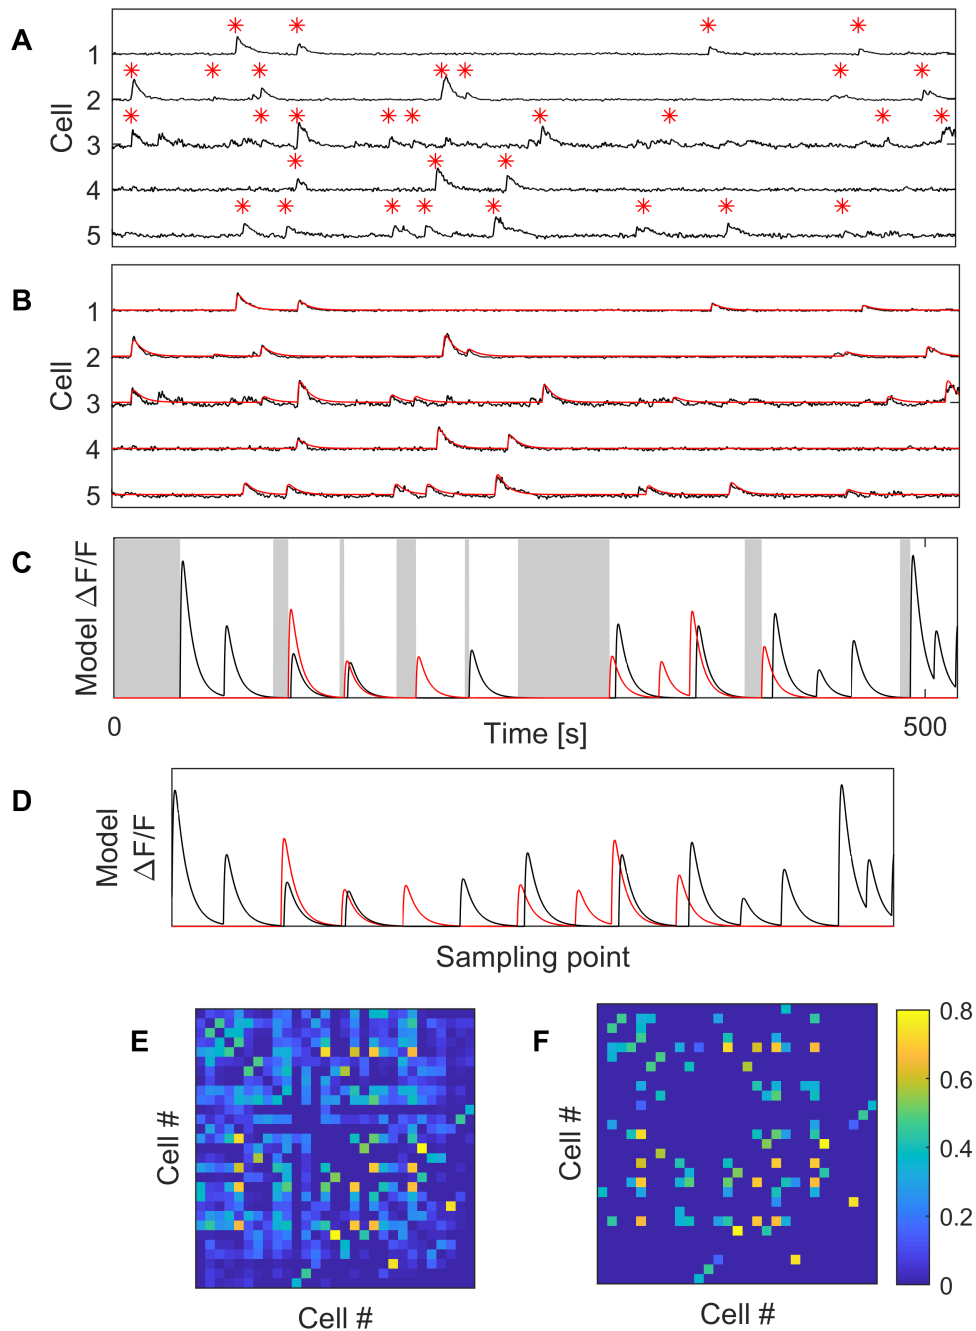 A
Cell
1
2
3
4
5
B
Cell
1
2
3
4
5
C
Model ΔF/F
0
500
Time [s]
D
Model
ΔF/F
Sampling point
E
Cell #
Cell #
F
Cell #
Cell #
0.8
0.6
0.4
0.2
0